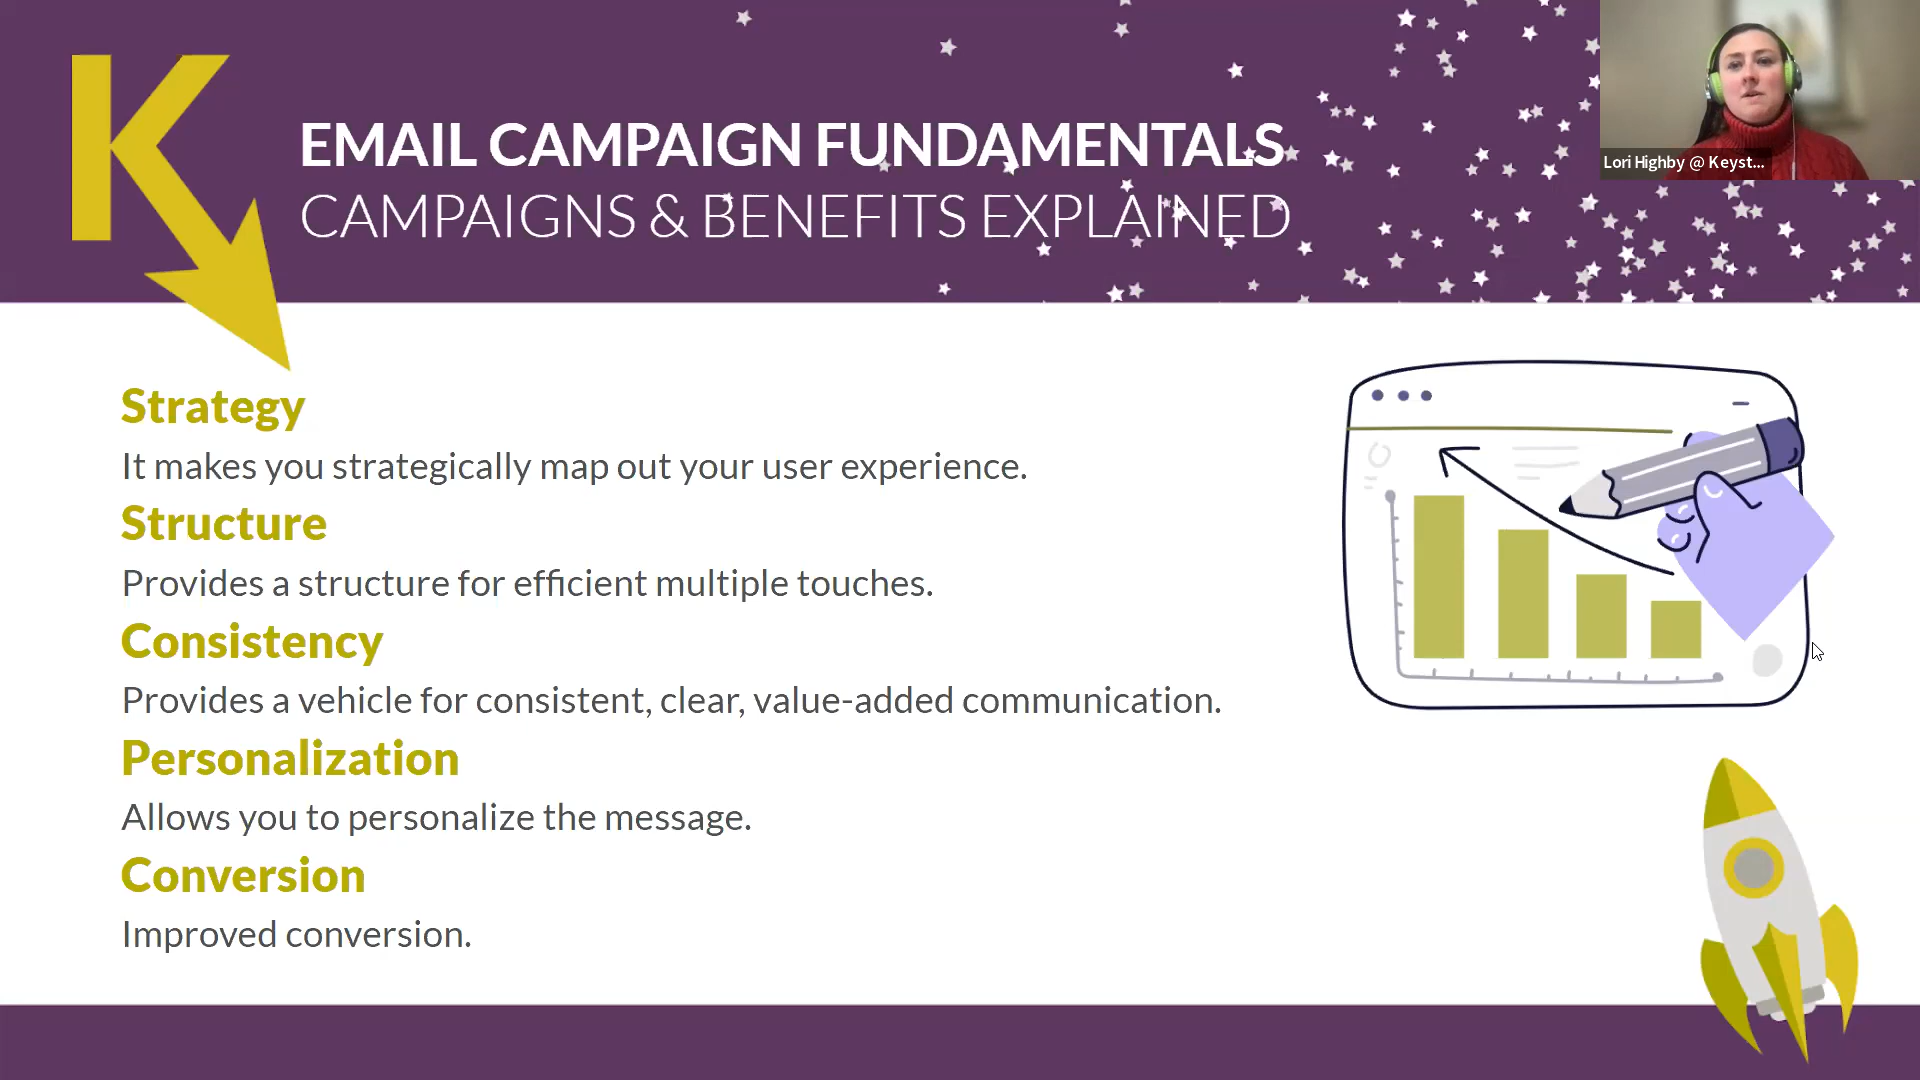 K
EMAIL CAMPAIGN FUNDAMENTALS
CAMPAIGNS & BENEFITS EXPLAINED
Lori Highby @ Keyst...
Strategy
It makes you strategically map out your user experience.
Structure
Provides a structure for efficient multiple touches.
Consistency
Provides a vehicle for consistent, clear, value-added communication.
Personalization
Allows you to personalize the message.
Conversion
Improved conversion.